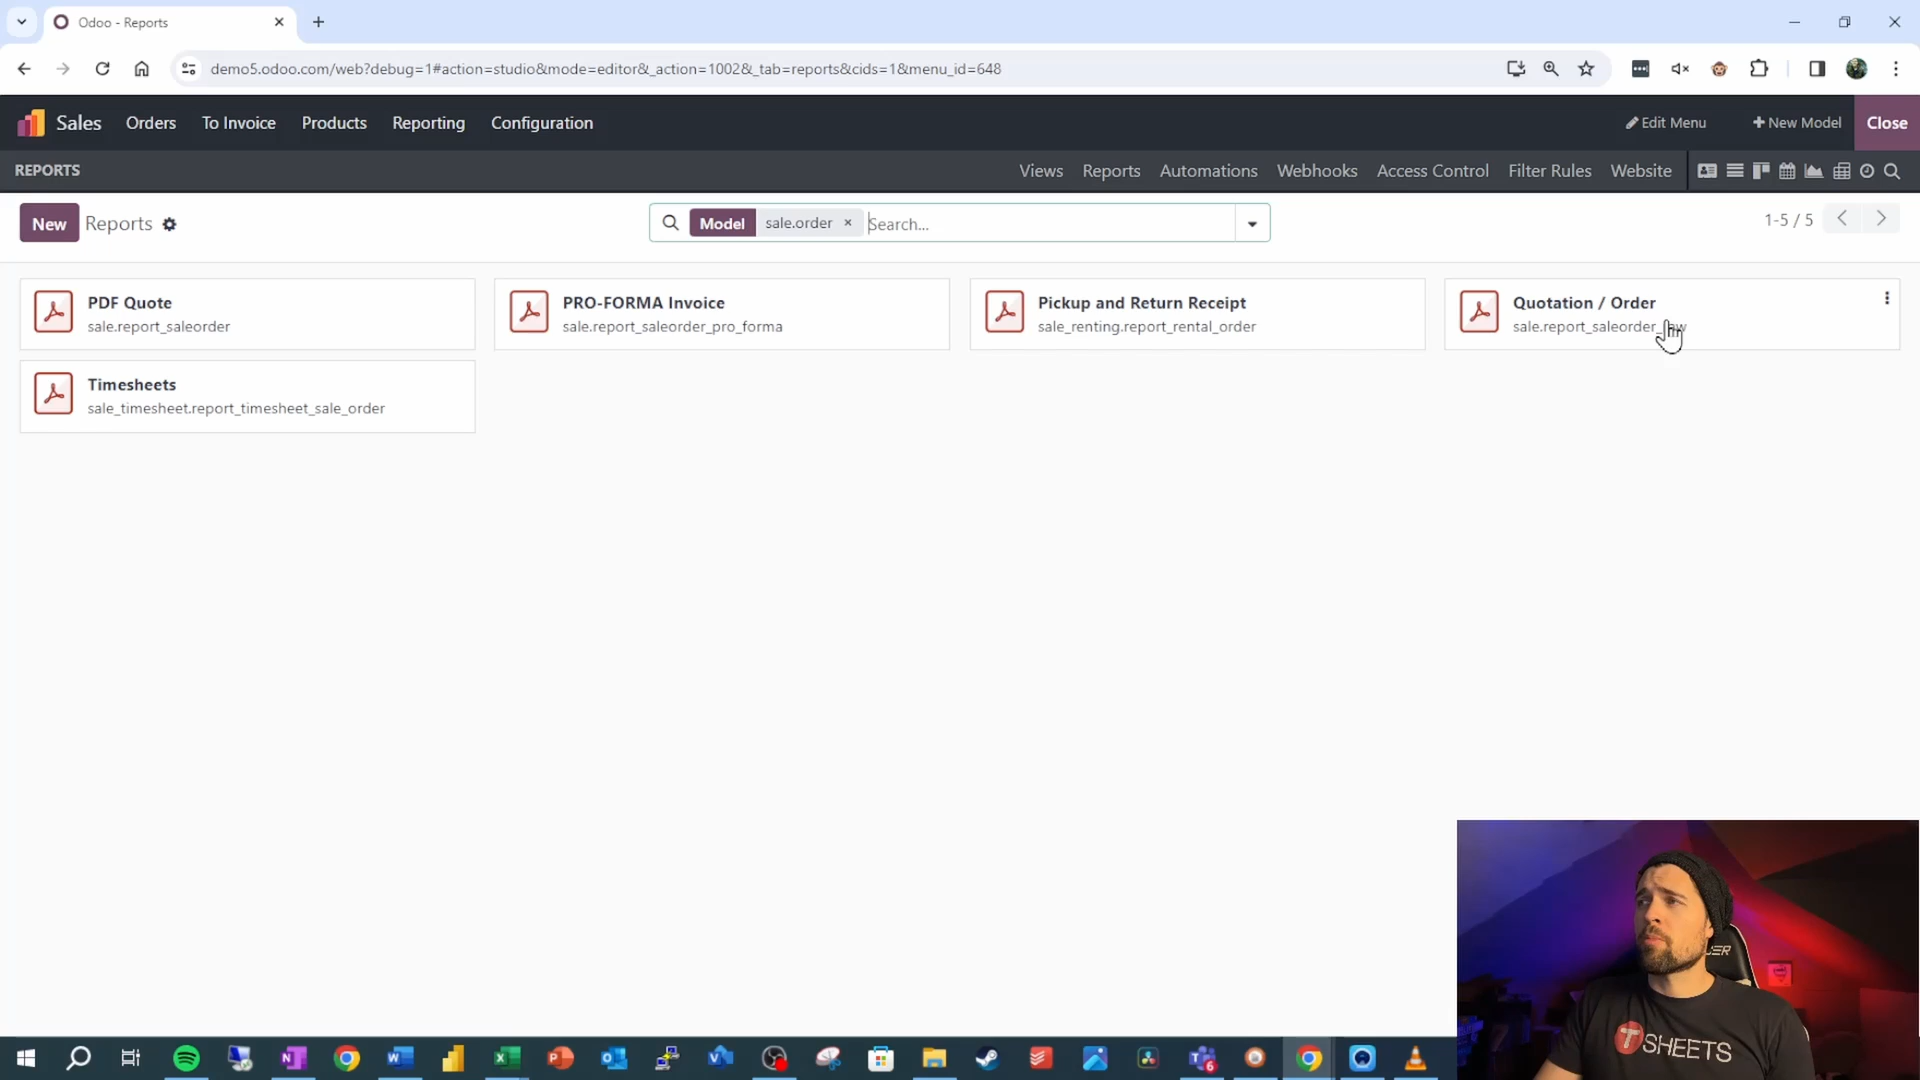 Odoo - Reports
demo5.odoo.com/web?debug=1#action=studio&mode=editor&_action=1002&_tab=reports&cids=1&menu_id=648
Sales Orders To Invoice Products Reporting Configuration Edit Menu + New Model Close
REPORTS Views Reports Automations Webhooks Access Control Filter Rules Website
New Reports Model sale.order × Search... 1-5 / 5
PDF Quote
sale.report_saleorder
PRO-FORMA Invoice
sale.report_saleorder_pro_forma
Pickup and Return Receipt
sale_renting.report_rental_order
Quotation / Order
sale.report_saleorder_
Timesheets
sale_timesheet.report_timesheet_sale_order
T SHEETS
6